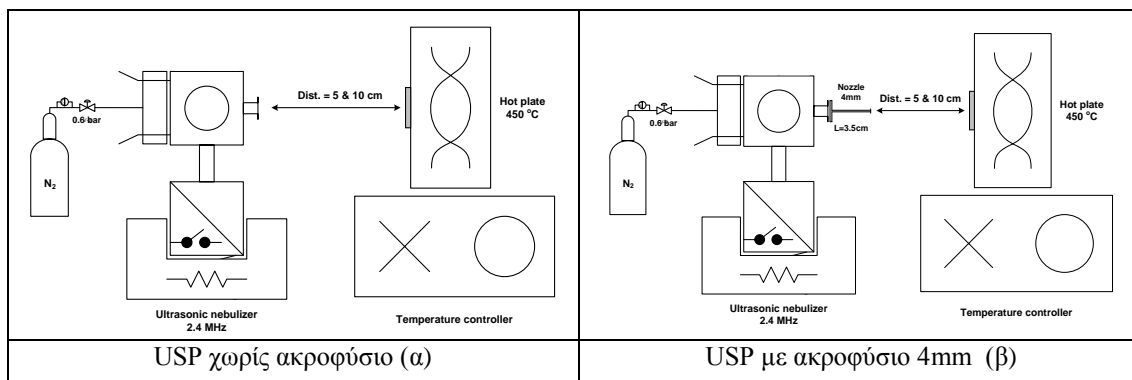 Dist. = 5 & 10 cm
Hot plate
450 °C
0.6 bar
N2
Ultrasonic nebulizer
2.4 MHz
Temperature controller
USP χωρίς ακροφύσιο (α)
Nozzle
4mm
Dist. = 5 & 10 cm
L=3.5cm
Hot plate
450 °C
0.6 bar
N2
Ultrasonic nebulizer
2.4 MHz
Temperature controller
USP με ακροφύσιο 4mm (β)